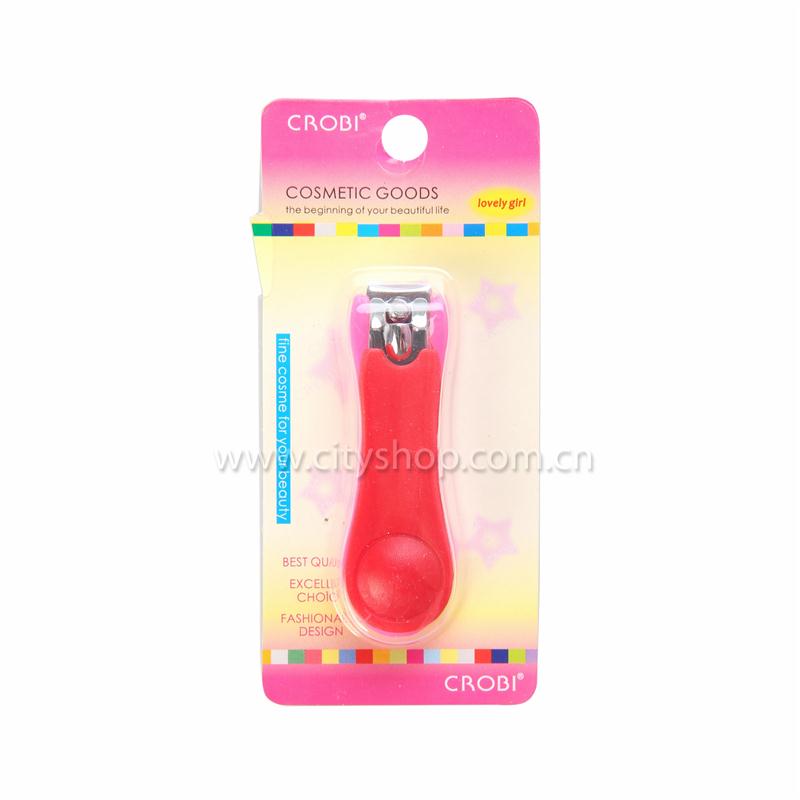 CROBI®
COSMETIC GOODS
the beginning of your beautiful life
lovely girl
fine cosme for your beauty
www.cityshop.com.cn
BEST QUA
EXCELL
CHOIC
FASHIONA
DESIGN
CROBI®